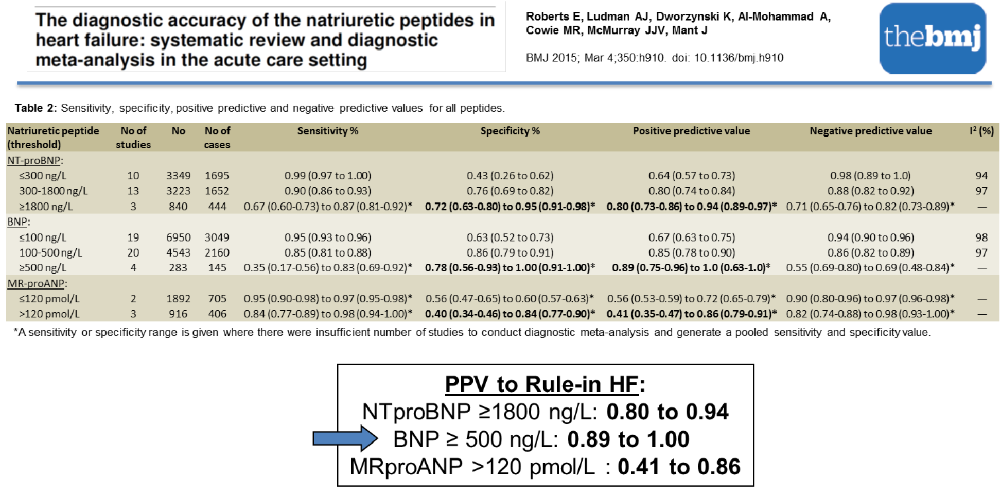 The diagnostic accuracy of the natriuretic peptides in
heart failure: systematic review and diagnostic
meta-analysis in the acute care setting
Roberts E, Ludman AJ, Dworzynski K, Al-Mohammad A,
Cowie MR, McMurray JJV, Mant J
BMJ 2015; Mar 4;350:h910. doi: 10.1136/bmj.h910
thebmj
Table 2: Sensitivity, specificity, positive predictive and negative predictive values for all peptides.
Natriuretic peptide (threshold) No of studies No No of cases Sensitivity % Specificity % Positive predictive value Negative predictive value I² (%)
NT-proBNP:
≤300 ng/L 10 3349 1695 0.99 (0.97 to 1.00) 0.43 (0.26 to 0.62) 0.64 (0.57 to 0.73) 0.98 (0.89 to 1.0) 94
300-1800 ng/L 13 3223 1652 0.90 (0.86 to 0.93) 0.76 (0.69 to 0.82) 0.80 (0.74 to 0.84) 0.88 (0.82 to 0.92) 97
≥1800 ng/L 3 840 444 0.67 (0.60-0.73) to 0.87 (0.81-0.92)* 0.72 (0.63-0.80) to 0.95 (0.91-0.98)* 0.80 (0.73-0.86) to 0.94 (0.89-0.97)* 0.71 (0.65-0.76) to 0.82 (0.73-0.89)* —
BNP:
≤100 ng/L 19 6950 3049 0.95 (0.93 to 0.96) 0.63 (0.52 to 0.73) 0.67 (0.63 to 0.75) 0.94 (0.90 to 0.96) 98
100-500 ng/L 20 4543 2160 0.85 (0.81 to 0.88) 0.86 (0.79 to 0.91) 0.85 (0.78 to 0.90) 0.86 (0.82 to 0.89) 97
≥500 ng/L 4 283 145 0.35 (0.17-0.56) to 0.83 (0.69-0.92)* 0.78 (0.56-0.93) to 1.00 (0.91-1.00)* 0.89 (0.75-0.96) to 1.0 (0.63-1.0)* 0.55 (0.69-0.80) to 0.69 (0.48-0.84)* —
MR-proANP:
≤120 pmol/L 2 1892 705 0.95 (0.90-0.98) to 0.97 (0.95-0.98)* 0.56 (0.47-0.65) to 0.60 (0.57-0.63)* 0.56 (0.53-0.59) to 0.72 (0.65-0.79)* 0.90 (0.80-0.96) to 0.97 (0.96-0.98)* —
>120 pmol/L 3 916 406 0.84 (0.77-0.89) to 0.98 (0.94-1.00)* 0.40 (0.34-0.46) to 0.84 (0.77-0.90)* 0.41 (0.35-0.47) to 0.86 (0.79-0.91)* 0.82 (0.74-0.88) to 0.98 (0.93-1.00)* —
*A sensitivity or specificity range is given where there were insufficient number of studies to conduct diagnostic meta-analysis and generate a pooled sensitivity and specificity value.
PPV to Rule-in HF:
NTproBNP ≥1800 ng/L: 0.80 to 0.94
BNP ≥ 500 ng/L: 0.89 to 1.00
MRproANP >120 pmol/L : 0.41 to 0.86